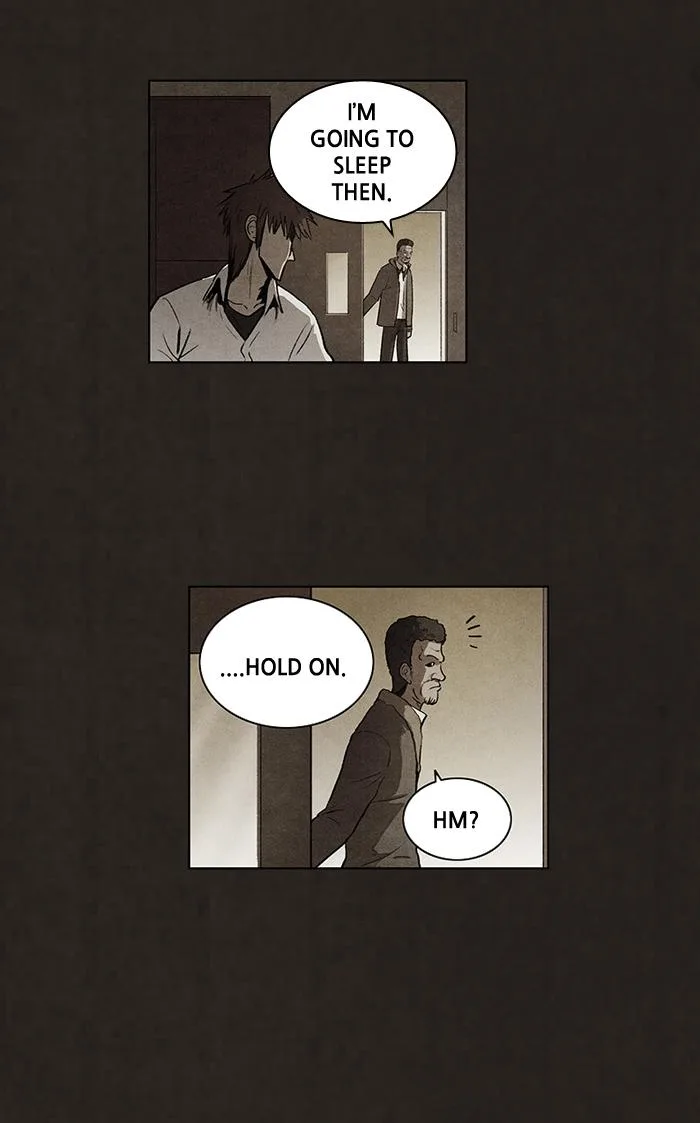 I'M
GOING TO
SLEEP
THEN.
....HOLD ON.
HM?